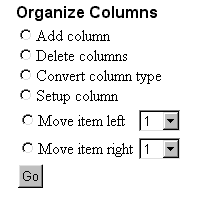 Organize Columns
Add column
Delete columns
Convert column type
Setup column
Move item left 1
Move item right 1
Go